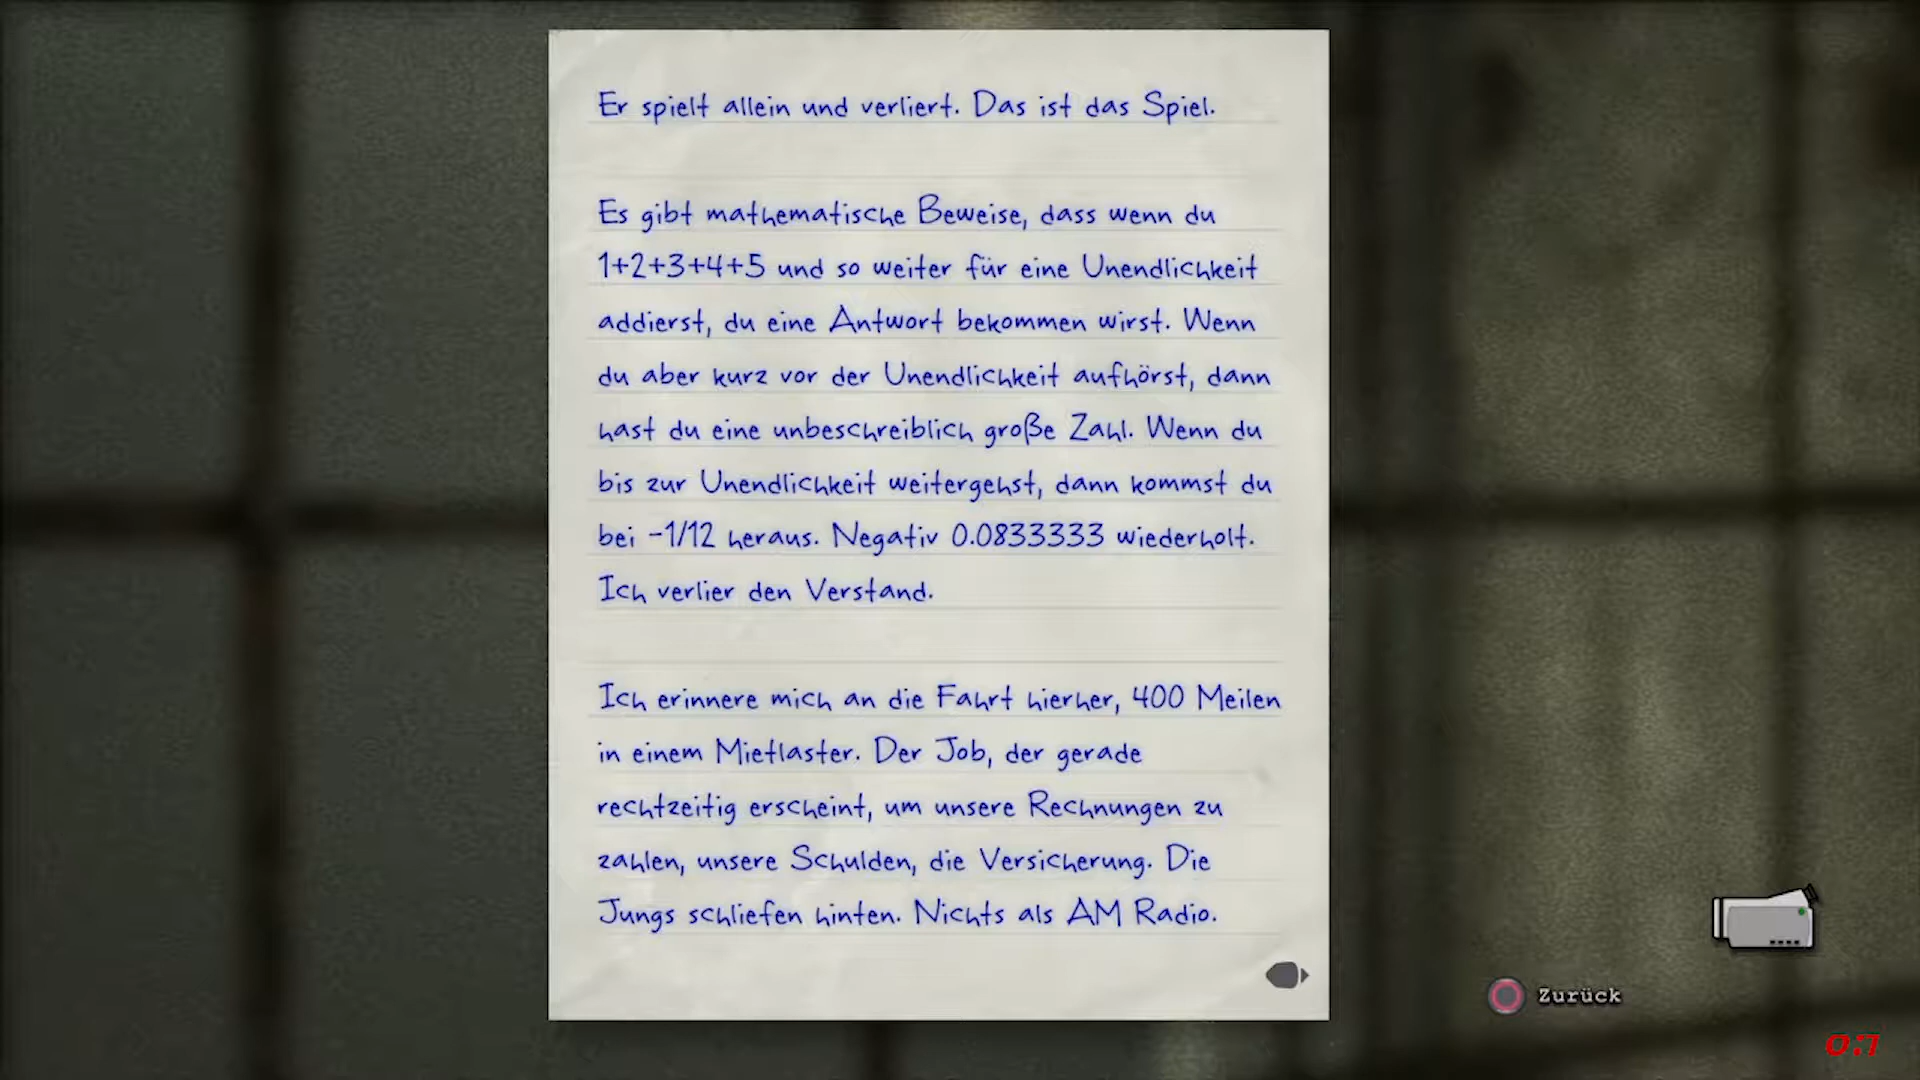 Er spielt allein und verliert. Das ist das Spiel.
Es gibt mathematische Beweise, dass wenn du
1+2+3+4+5 und so weiter für eine Unendlichkeit
addierst, du eine Antwort bekommen wirst. Wenn
du aber kurz vor der Unendlichkeit aufhörst, dann
hast du eine unbeschreiblich große Zahl. Wenn du
bis zur Unendlichkeit weitergehst, dann kommst du
bei -1/12 heraus. Negativ 0.0833333 wiederholt.
Ich verlier den Verstand.
Ich erinnere mich an die Fahrt hierher, 400 Meilen
in einem Mietlaster. Der Job, der gerade
rechtzeitig erscheint, um unsere Rechnungen zu
zahlen, unsere Schulden, die Versicherung. Die
Jungs schliefen hinten. Nichts als AM Radio.
Zurück